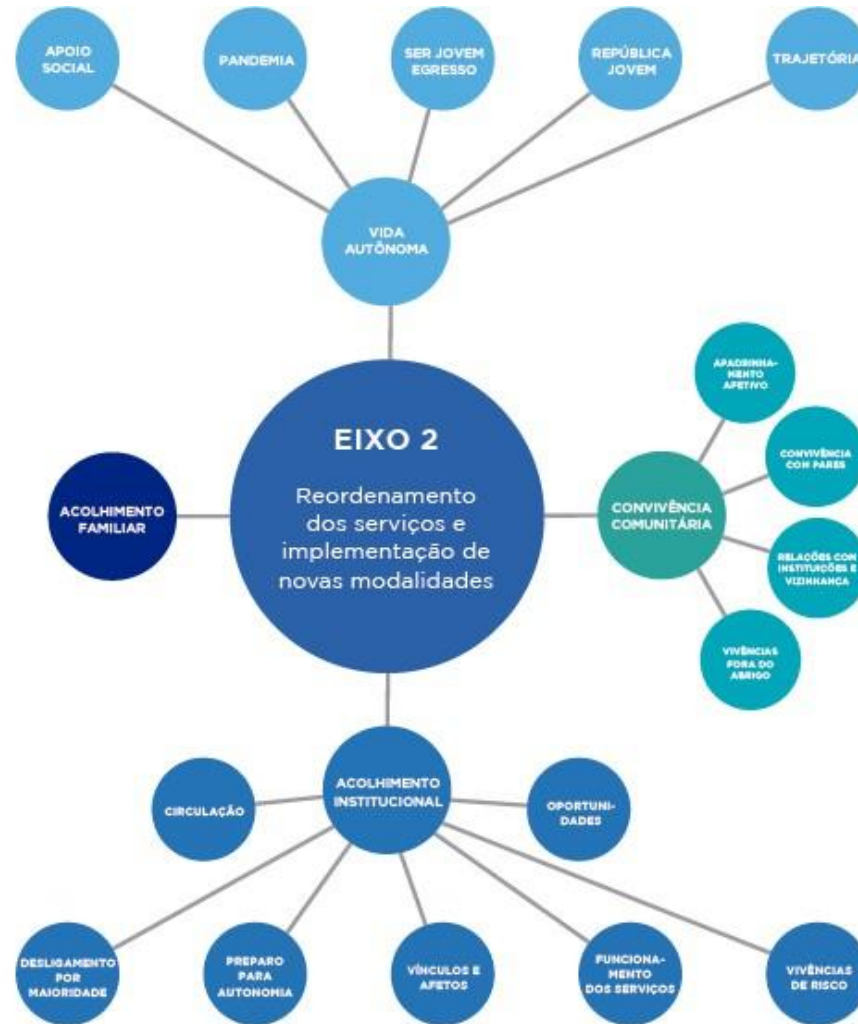 APOIO
SOCIAL
PANDEMIA
SER JOVEM
EGRESSO
REPÚBLICA
JOVEM
TRAJETÓRIA
VIDA
AUTÔNOMA
APADRINHA-
MENTO
AFETIVO
CONVIVÊNCIA
COM PARES
EIXO 2
Reordenamento
dos serviços e
implementação de
novas modalidades
ACOLHIMENTO
FAMILIAR
CONVIVÊNCIA
COMUNITÁRIA
RELAÇÕES COM
INSTITUIÇÕES E
VIZINHANÇA
VIVÊNCIAS
FORA DO
ABRIGO
ACOLHIMENTO
INSTITUCIONAL
CIRCULAÇÃO
OPORTUNI-
DADES
DESLIGAMENTO
POR
MAIORIDADE
PREPARO
PARA
AUTONOMIA
VÍNCULOS E
AFETOS
FUNCIONA-
MENTO
DOS SERVIÇOS
VIVÊNCIAS
DE RISCO